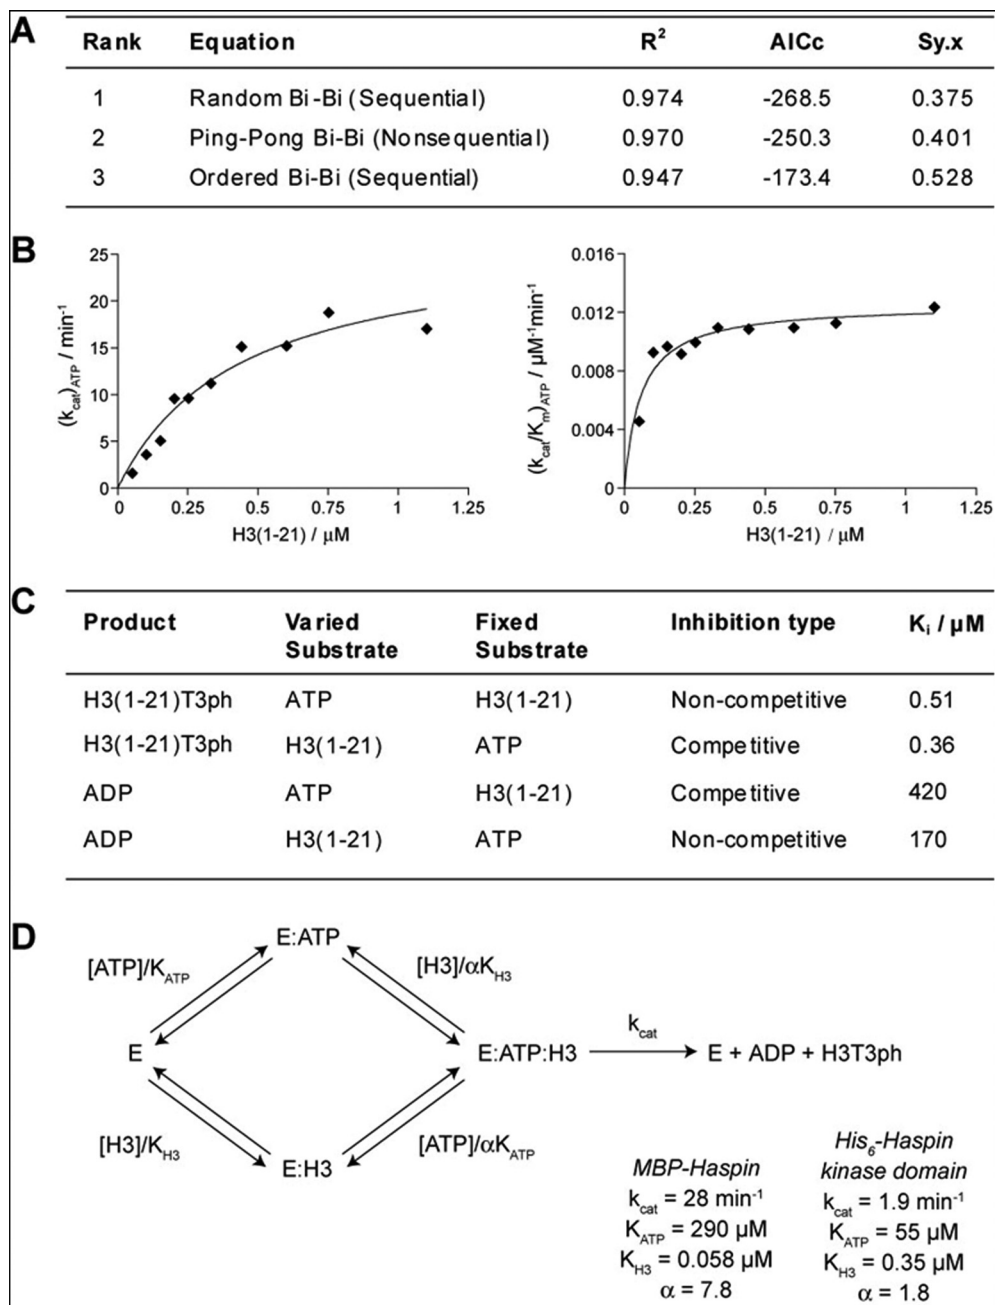 A
Rank Equation R² AICc Sy.x
1 Random Bi-Bi (Sequential) 0.974 -268.5 0.375
2 Ping-Pong Bi-Bi (Nonsequential) 0.970 -250.3 0.401
3 Ordered Bi-Bi (Sequential) 0.947 -173.4 0.528
B
25
20
15
10
5
0
(kcat)ATP / min⁻¹
0 0.25 0.5 0.75 1 1.25
H3(1-21) / μM
0.016
0.012
0.008
0.004
0
(kcat/Km)ATP / μM⁻¹min⁻¹
0 0.25 0.5 0.75 1 1.25
H3(1-21) / μM
C
Product Varied Fixed Inhibition type Ki / μM
Substrate Substrate
H3(1-21)T3ph ATP H3(1-21) Non-competitive 0.51
H3(1-21)T3ph H3(1-21) ATP Competitive 0.36
ADP ATP H3(1-21) Competitive 420
ADP H3(1-21) ATP Non-competitive 170
D
E:ATP
[ATP]/KATP [H3]/αKH3
kcat
E E:ATP:H3 E + ADP + H3T3ph
[H3]/KH3 [ATP]/αKATP
E:H3
MBP-Haspin
kcat = 28 min⁻¹
KATP = 290 μM
KH3 = 0.058 μM
α = 7.8
His6-Haspin
kinase domain
kcat = 1.9 min⁻¹
KATP = 55 μM
KH3 = 0.35 μM
α = 1.8